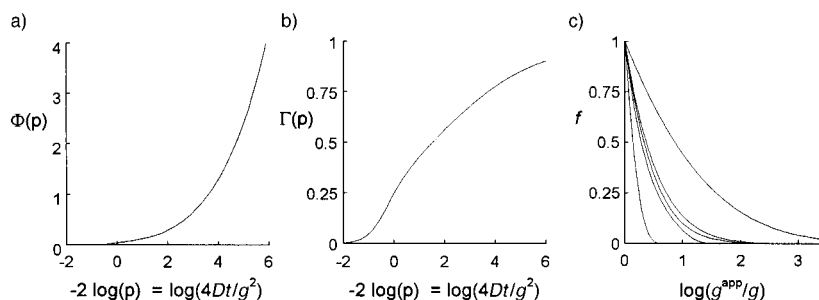 a)
4
3
2
1
0
Φ(p)
-2 0 2 4 6
-2 log(p) = log(4Dt/g²)
b)
1
0.75
0.5
0.25
0
Γ(p)
-2 0 2 4 6
-2 log(p) = log(4Dt/g²)
c)
1
0.75
f
0.25
0
0 1 2 3
log(g^app/g)